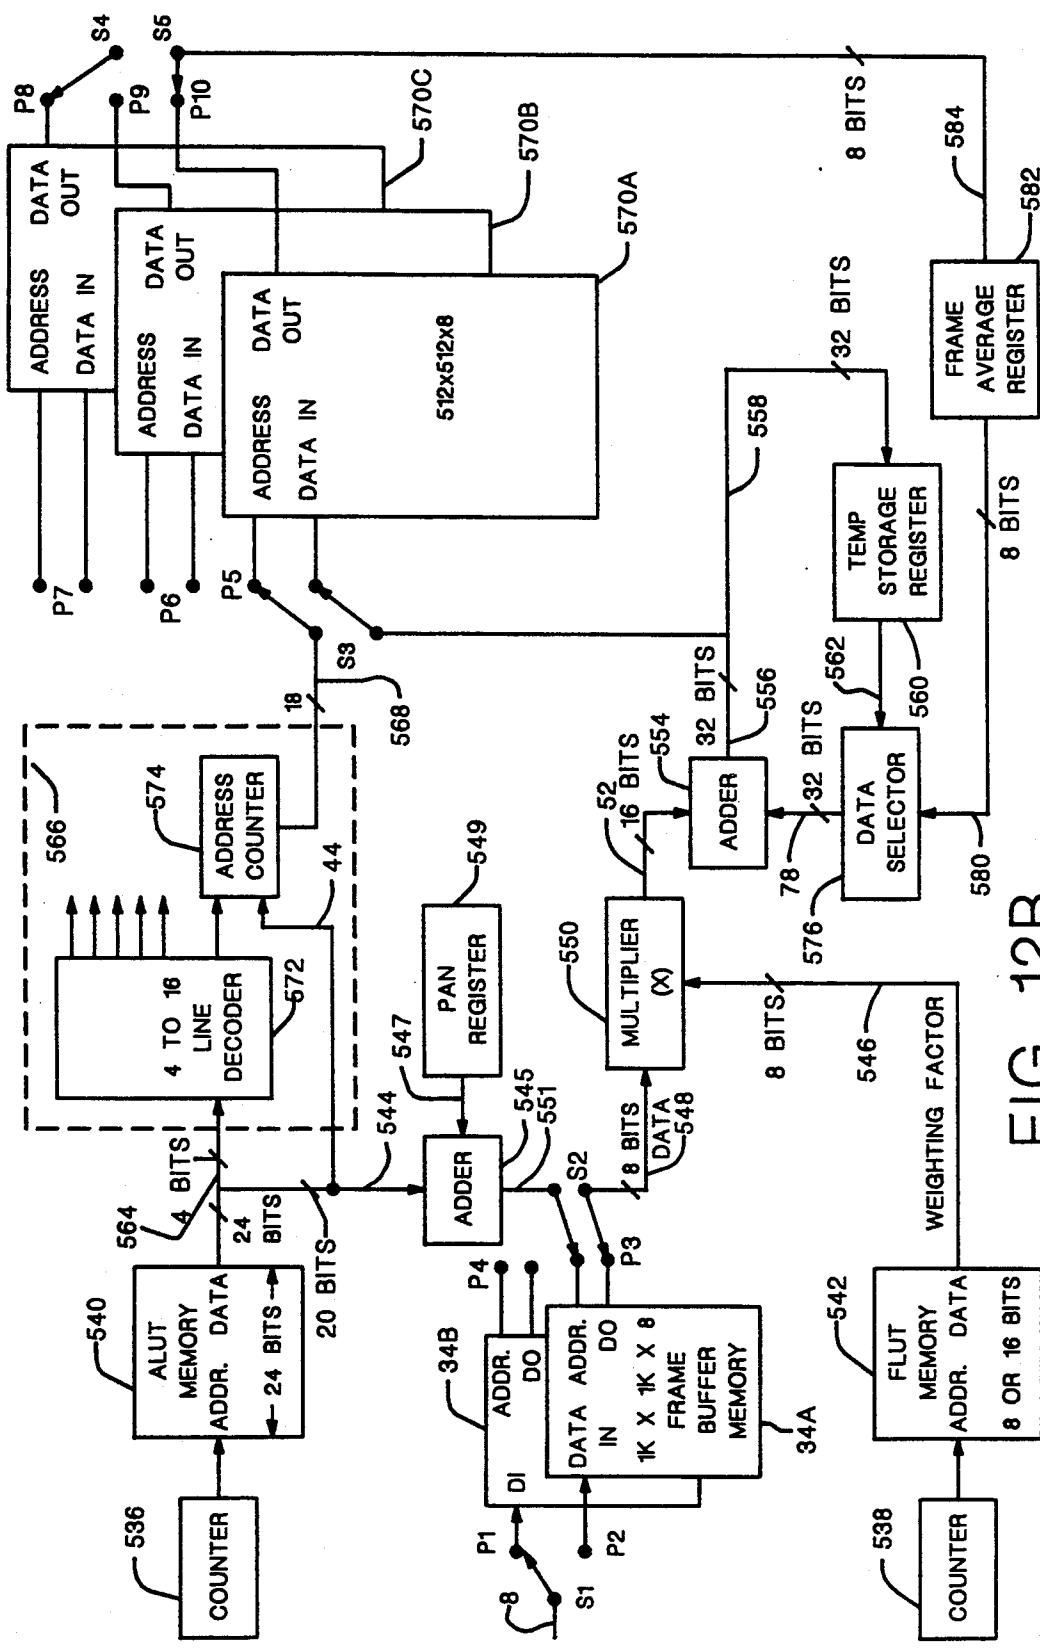 536
COUNTER
540
ALUT
MEMORY
ADDR. DATA
24 BITS
564
4
BITS
24
BITS
20 BITS
566
4 TO 16
LINE
DECODER
572
574
ADDRESS
COUNTER
44
18
568
544
547
PAN
REGISTER
549
ADDER
545
551
S2
8
S1
P1
P2
34B
DI
ADDR.
DO
P4
DATA ADDR.
IN DO
1K X 1K X 8
FRAME
BUFFER
MEMORY
34A
P3
8 BITS
DATA
548
MULTIPLIER
(X)
550
52
16 BITS
8 BITS
546
WEIGHTING FACTOR
538
COUNTER
542
FLUT
MEMORY
ADDR. DATA
8 OR 16 BITS
ADDER
554
32 BITS
556
558
78
32 BITS
DATA
SELECTOR
576
580
562
TEMP
STORAGE
REGISTER
560
32 BITS
8 BITS
FRAME
AVERAGE
REGISTER
582
584
8 BITS
S3
P5
P6
P7
ADDRESS DATA
OUT
DATA IN
ADDRESS
DATA
OUT
DATA IN
ADDRESS DATA
OUT
DATA IN
512x512x8
570A
570B
570C
P8
P9
P10
S4
S5
FIG 12B